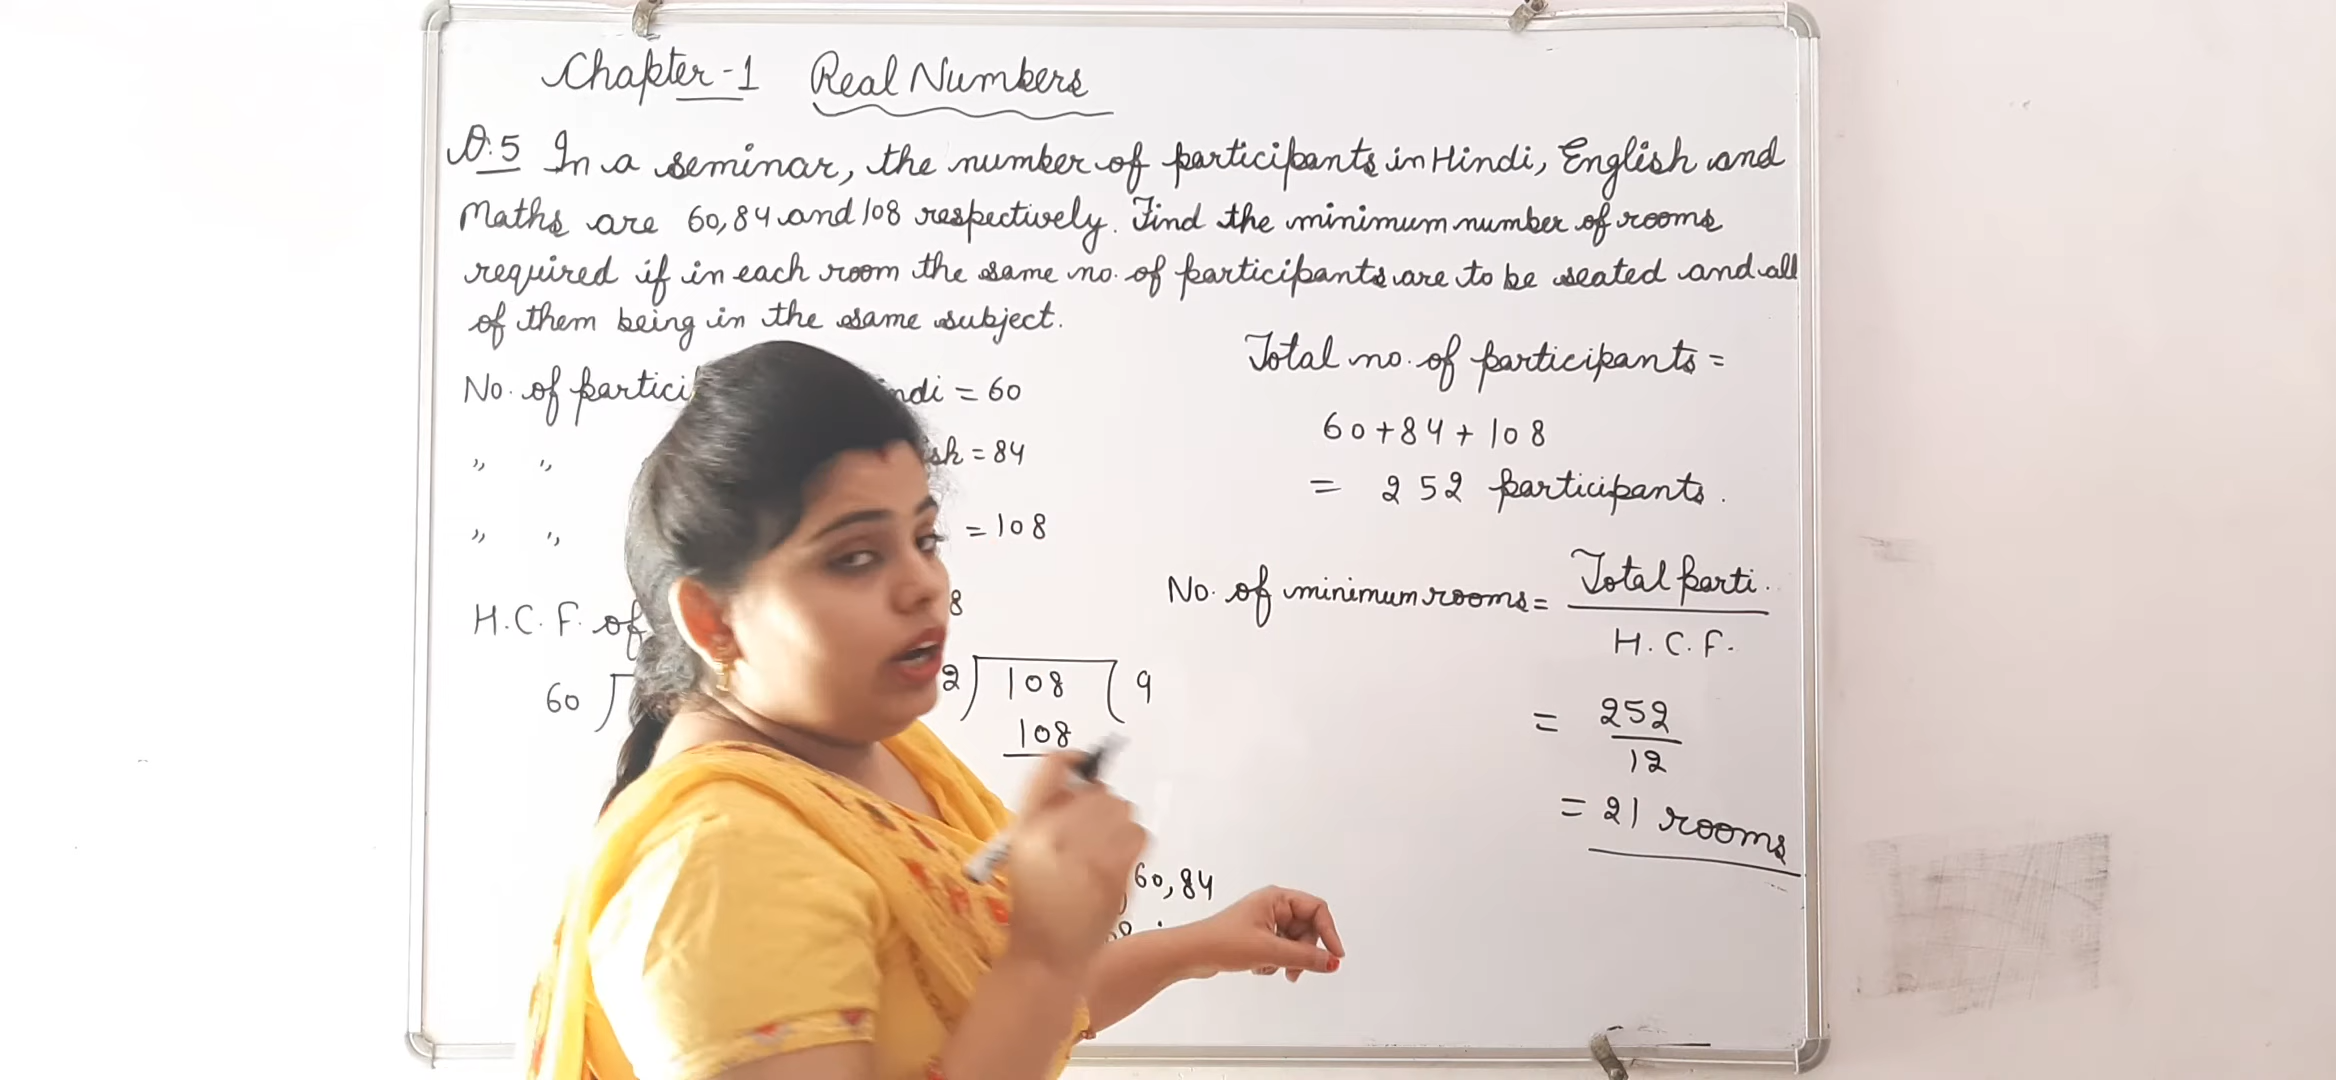 Chapter-1 Real Numbers
Q.5 In a seminar, the number of participants in Hindi, English and
Maths are 60, 84 and 108 respectively. Find the minimum number of rooms
required if in each room the same no. of participants are to be seated and all
of them being in the same subject.
No. of = 60
" " = 84
" " = 108
H.C.F. of 8
60
2 108 9
108
60, 84
Total no. of participants =
60+84+108
= 252 participants.
No. of minimum rooms = Total parti..
H.C.F.
= 252
12
= 21 rooms